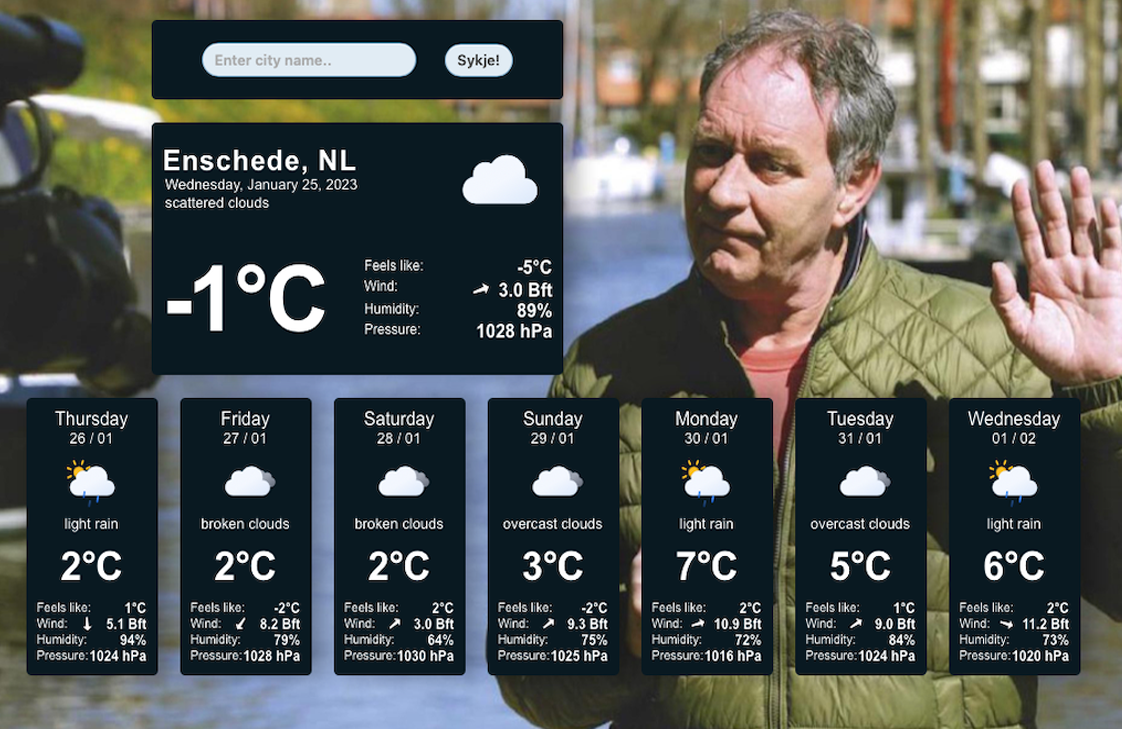 Enter city name..
Sykje!
Enschede, NL
Wednesday, January 25, 2023
scattered clouds
-1°C
Feels like: -5°C
Wind: 3.0 Bft
Humidity: 89%
Pressure: 1028 hPa
Thursday
26 / 01
light rain
2°C
Feels like: 1°C
Wind: 5.1 Bft
Humidity: 94%
Pressure: 1024 hPa
Friday
27 / 01
broken clouds
2°C
Feels like: -2°C
Wind: 8.2 Bft
Humidity: 79%
Pressure: 1028 hPa
Saturday
28 / 01
broken clouds
2°C
Feels like: 2°C
Wind: 3.0 Bft
Humidity: 64%
Pressure: 1030 hPa
Sunday
29 / 01
overcast clouds
3°C
Feels like: -2°C
Wind: 9.3 Bft
Humidity: 75%
Pressure: 1025 hPa
Monday
30 / 01
light rain
7°C
Feels like: 2°C
Wind: 10.9 Bft
Humidity: 72%
Pressure: 1016 hPa
Tuesday
31 / 01
overcast clouds
5°C
Feels like: 1°C
Wind: 9.0 Bft
Humidity: 84%
Pressure: 1024 hPa
Wednesday
01 / 02
light rain
6°C
Feels like: 2°C
Wind: 11.2 Bft
Humidity: 73%
Pressure: 1020 hPa